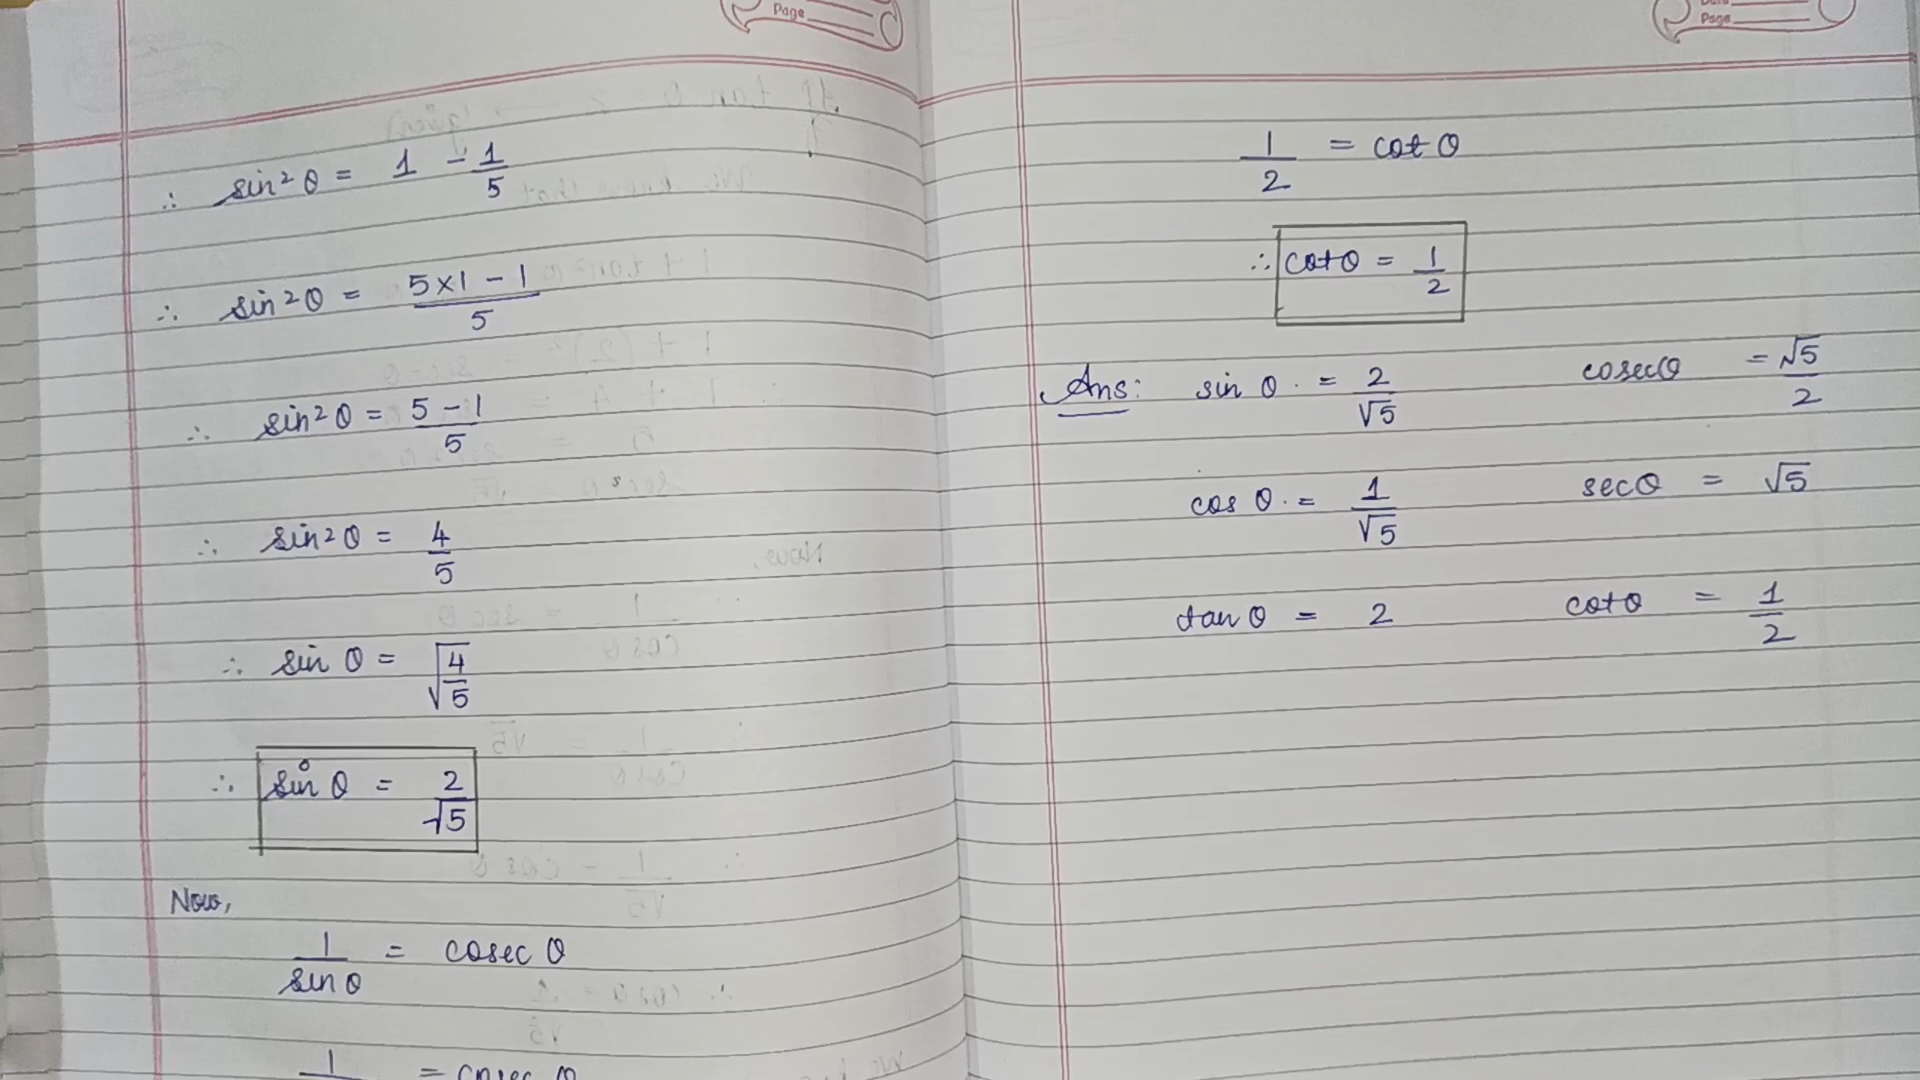 Page
∴ sin²θ = 1 - 1/5
∴ sin²θ = 5×1 - 1/5
∴ sin²θ = 5 - 1/5
∴ sin²θ = 4/5
∴ sin θ = √4/5
∴ sin θ = 2/√5
Now,
1/sin θ = cosec θ
1 = cosec θ
Page
1/2 = cot θ
∴ cot θ = 1/2
Ans: sin θ = 2/√5 cosec θ = √5/2
cos θ = 1/√5 sec θ = √5
tan θ = 2 cot θ = 1/2